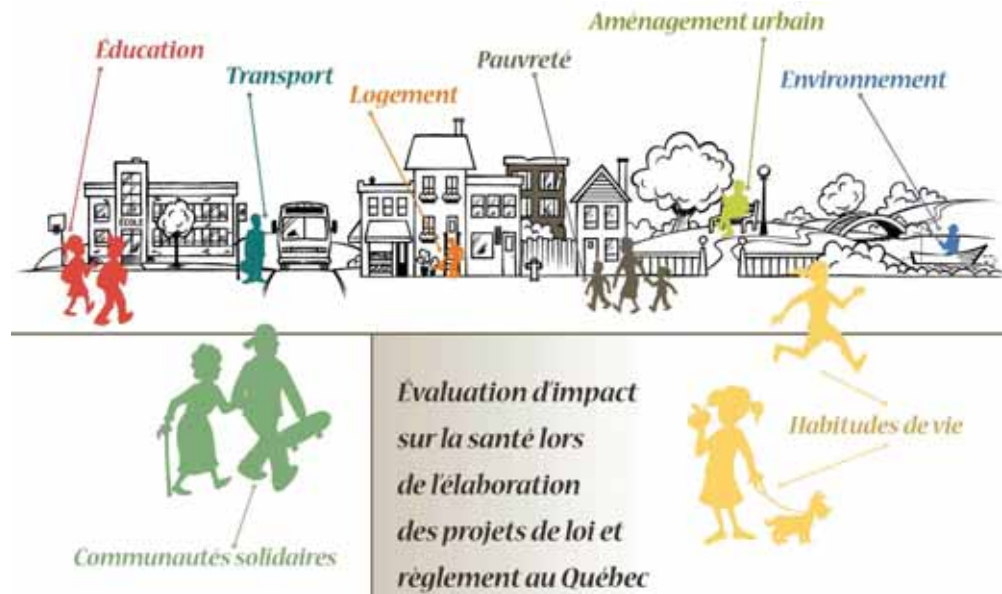 Aménagement urbain
Éducation
Pauvreté
Transport
Environnement
Logement
ÉCOLE
Évaluation d'impact
sur la santé lors
de l'élaboration
des projets de loi et
règlement au Québec
Habitudes de vie
Communautés solidaires